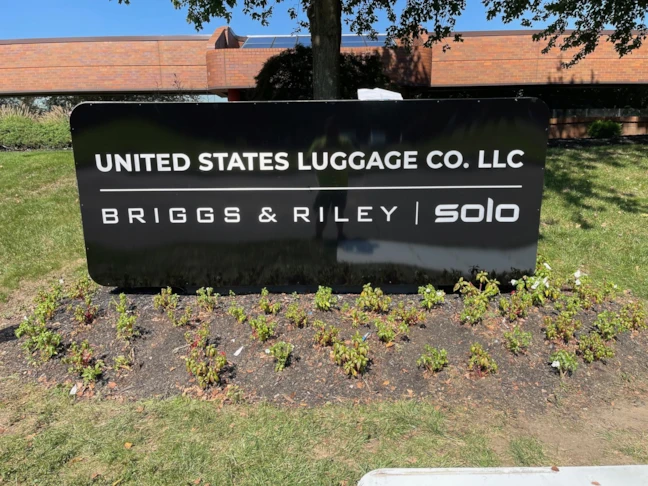 UNITED STATES LUGGAGE CO. LLC
BRIGGS & RILEY | solo